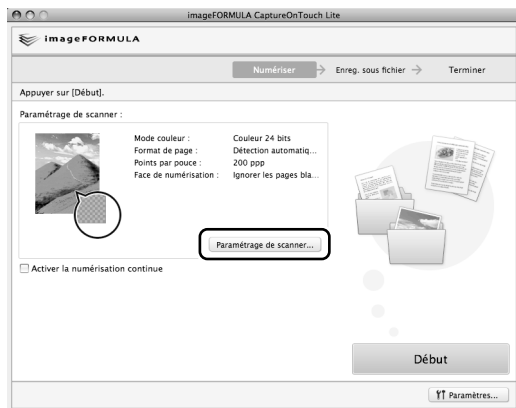 imageFORMULA CaptureOnTouch Lite
imageFORMULA
Numériser Enreg. sous fichier Terminer
Appuyer sur [Début].
Paramétrage de scanner :
Mode couleur : Couleur 24 bits
Format de page : Détection automatiq...
Points par pouce : 200 ppp
Face de numérisation : Ignorer les pages bla...
Paramétrage de scanner...
Activer la numérisation continue
Début
Paramètres...